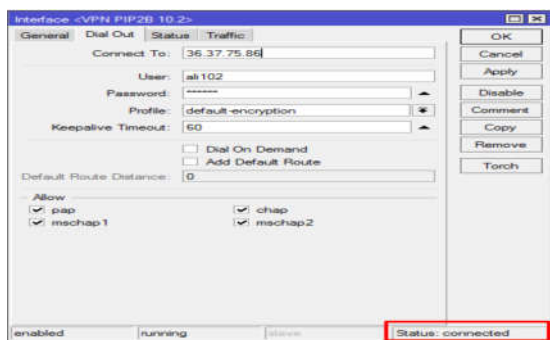 Interface <VPN PIP2B 10.2>
General Dial Out Status Traffic
Connect To: 36.37.75.86
User: ali102
Password: ******
Profile: default-encryption
Keepalive Timeout: 60
Dial On Demand
Add Default Route
Default Route Distance: 0
Allow
pap chap
mschap1 mschap2
OK
Cancel
Apply
Disable
Comment
Copy
Remove
Torch
enabled running slave Status: connected